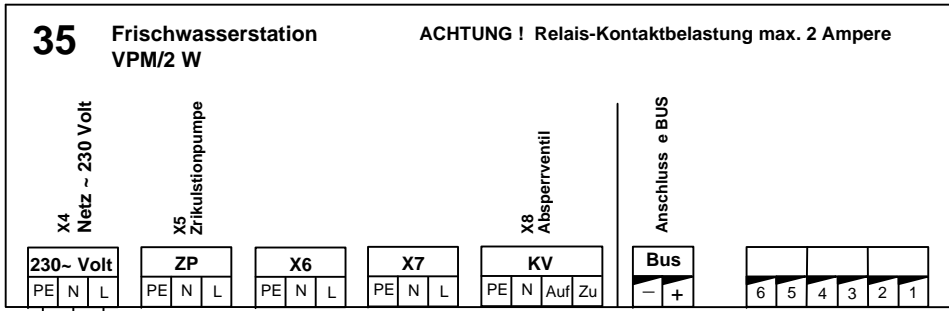 35
Frischwasserstation
VPM/2 W
ACHTUNG ! Relais-Kontaktbelastung max. 2 Ampere
X4
Netz ~ 230 Volt
X5
Zrikulstionpumpe
X8
Absperrventil
Anschluss e BUS
230~ Volt
ZP
X6
X7
KV
Bus
PE N L
PE N L
PE N L
PE N L
PE N Auf Zu
— +
6 5 4 3 2 1